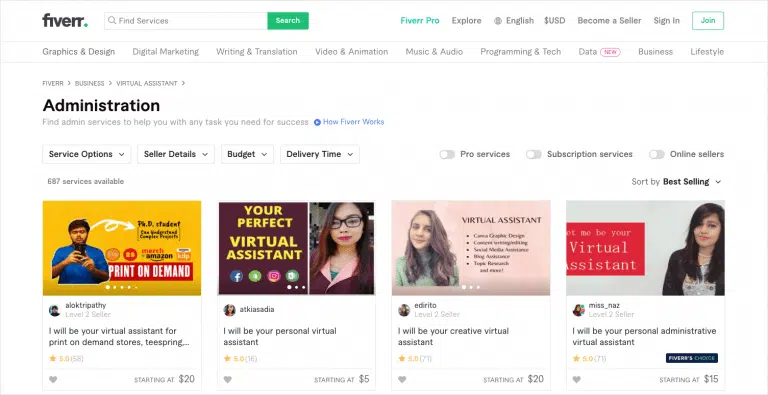 fiverr.
Find Services
Search
Fiverr Pro
Explore
English
$USD
Become a Seller
Sign In
Join
Graphics & Design
Digital Marketing
Writing & Translation
Video & Animation
Music & Audio
Programming & Tech
Data NEW
Business
Lifestyle
FIVERR > BUSINESS > VIRTUAL ASSISTANT >
Administration
Find admin services to help you with any task you need for success
How Fiverr Works
Service Options
Seller Details
Budget
Delivery Time
Pro services
Subscription services
Online sellers
687 services available
Sort by Best Selling
Ph.D. student
Can Understand
Complex Projects
merch
amazon
kdp
PRINT ON DEMAND
aloktripathy
Level 2 Seller
I will be your virtual assistant for
print on demand stores, teespring,...
5.0 (58)
STARTING AT $20
YOUR
PERFECT
VIRTUAL
ASSISTANT
atkiasadia
I will be your personal virtual
assistant
5.0 (16)
STARTING AT $5
VIRTUAL ASSISTANT
• Canva Graphic Design
• Content writing/editing
• Social Media Assistance
• Blog Assistance
• Topic Research
and more!
edirito
Level 2 Seller
I will be your creative virtual
assistant
5.0 (71)
STARTING AT $20
et me be your
Virtual
Assistant
miss_naz
Level 2 Seller
I will be your personal administrative
virtual assistant
5.0 (71)
FIVERR'S CHOICE
STARTING AT $15